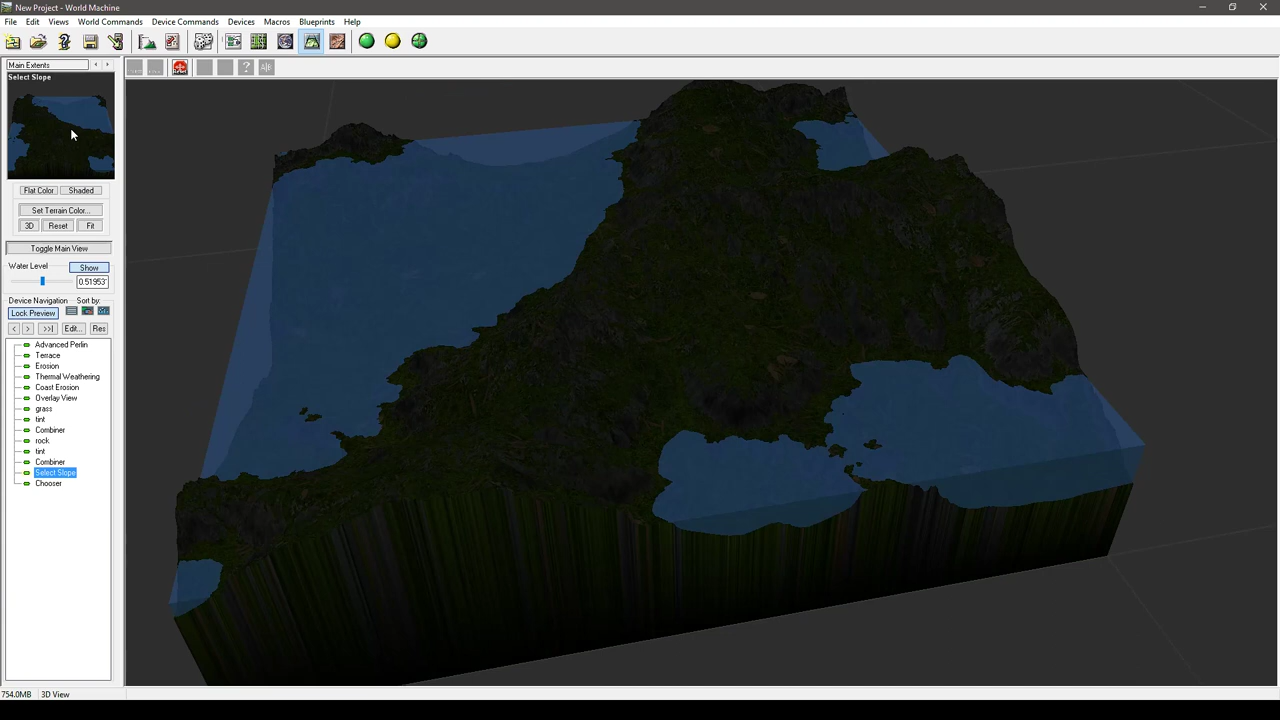 New Project - World Machine
File Edit Views World Commands Device Commands Devices Macros Blueprints Help
Main Extents
Select Slope
Flat Color Shaded
Set Terrain Color...
3D Reset Fit
Toggle Main View
Water Level Show
0.51953
Device Navigation Sort by:
Lock Preview
< > >>| Edit... Res
Advanced Perlin
Terrace
Erosion
Thermal Weathering
Coast Erosion
Overlay View
grass
tint
Combiner
rock
tint
Combiner
Select Slope
Chooser
754.0MB 3D View